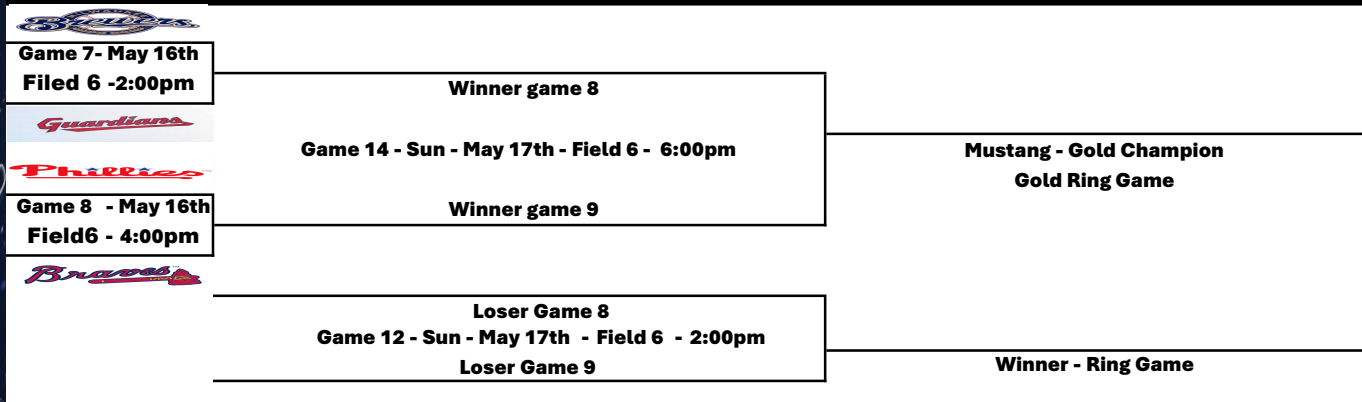 Brewers
Game 7- May 16th
Filed 6 -2:00pm
Guardians
Phillies
Game 8 - May 16th
Field6 - 4:00pm
Braves
Winner game 8
Game 14 - Sun - May 17th - Field 6 - 6:00pm
Winner game 9
Mustang - Gold Champion
Gold Ring Game
Loser Game 8
Game 12 - Sun - May 17th - Field 6 - 2:00pm
Loser Game 9
Winner - Ring Game